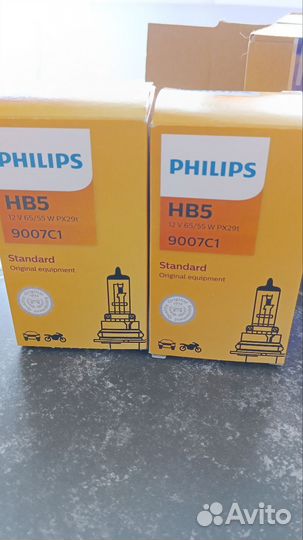 PHILIPS
HB5
12 V 65/55 W PX29t
9007C1
Standard
Original equipment
PHILIPS
HB5
12 V 65/55 W PX29t
9007C1
Standard
Original equipment
Avito